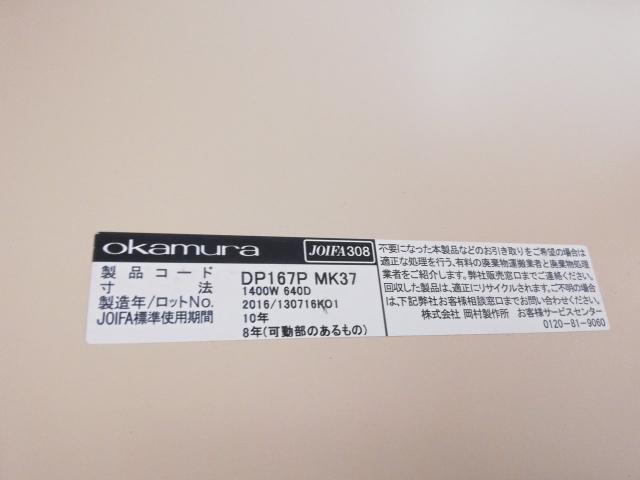 okamura
JOIFA308
製品コード DP167P MK37
寸法 1400W 640D
製造年/ロットNo. 2016/130716K01
JOIFA標準使用期間 10年
8年(可動部のあるもの)
不要になった本製品などのお引き取りをご希望の場合は
適正な処理を行う、有料の廃棄物運搬業者と廃棄物処理
業者をご紹介します。弊社販売窓口までご連絡ください。
回収した製品は、適正にリサイクルされます。ご不明の場合
は、下記弊社お客様相談窓口までお問い合わせください。
株式会社 岡村製作所 お客様サービスセンター
0120-81-9060